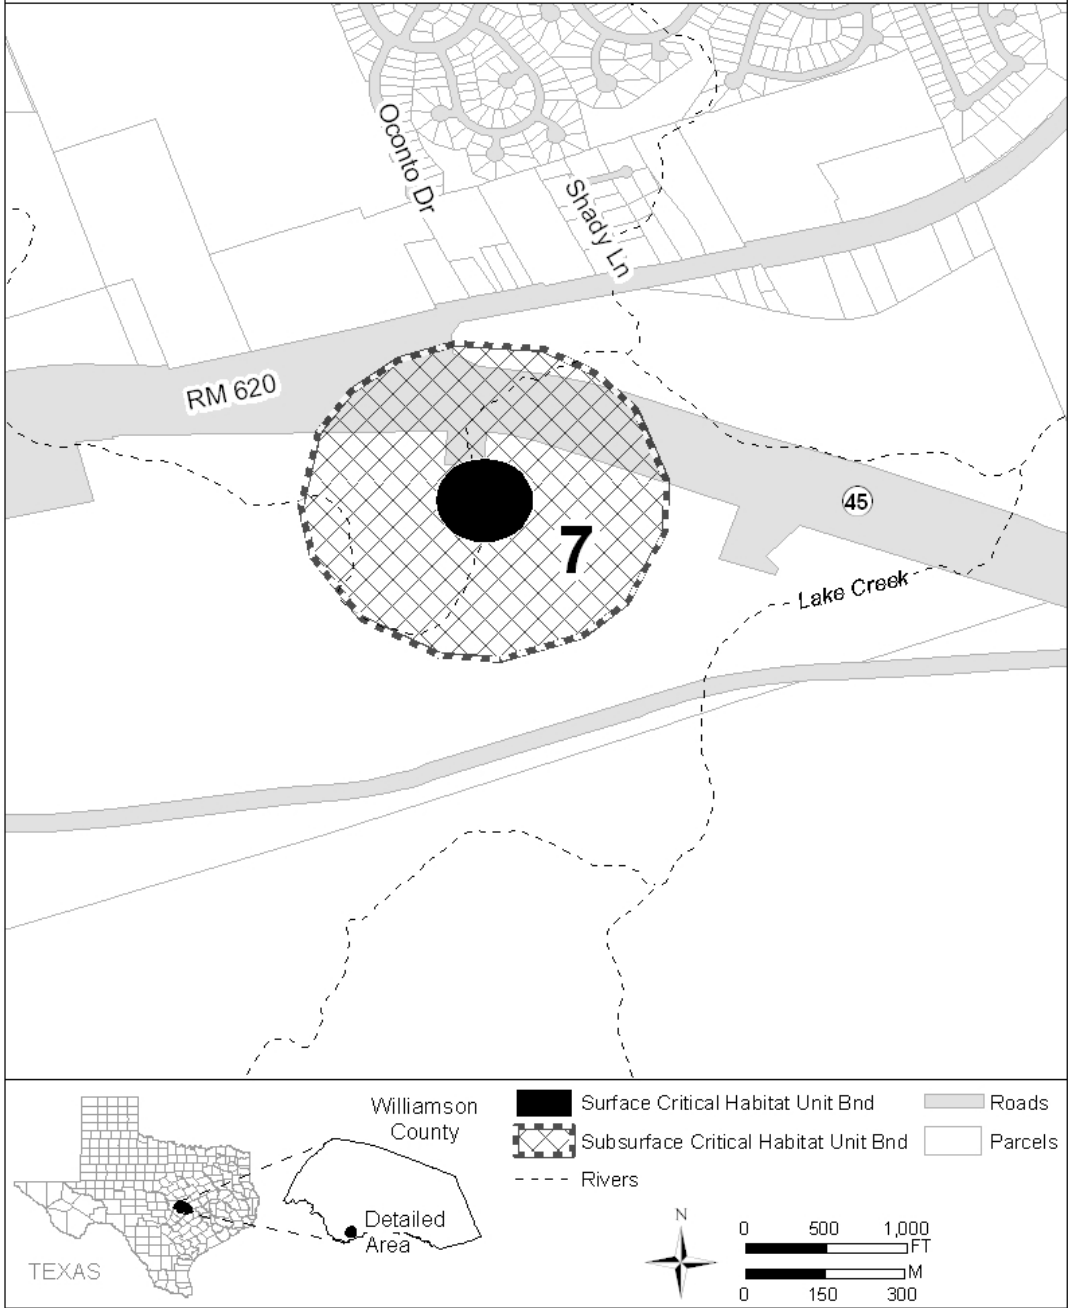 Oconto Dr
Shady Ln
RM 620
45
7
Lake Creek
Williamson
County
Detailed
Area
TEXAS
Surface Critical Habitat Unit Bnd
Subsurface Critical Habitat Unit Bnd
Rivers
Roads
Parcels
N
0 500 1,000
FT
M
0 150 300